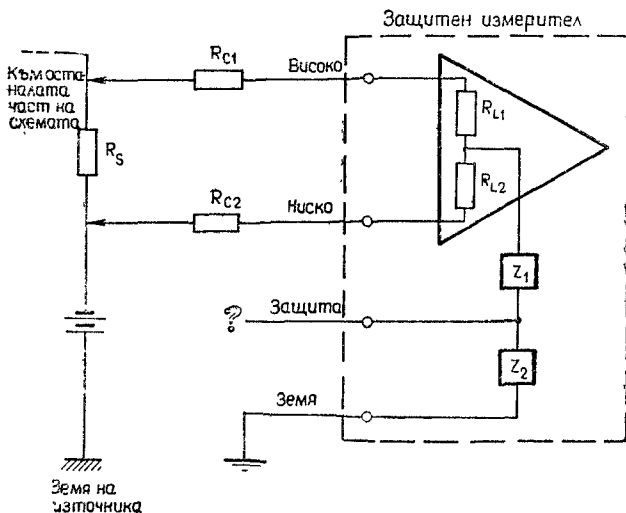 Защитен измерител
Към оста-
налата
част на
схемата
R_C1
Високо
R_L1
R_S
R_L2
R_C2
Ниско
Z_1
?
Защита
Z_2
Земя
Земя на
източника